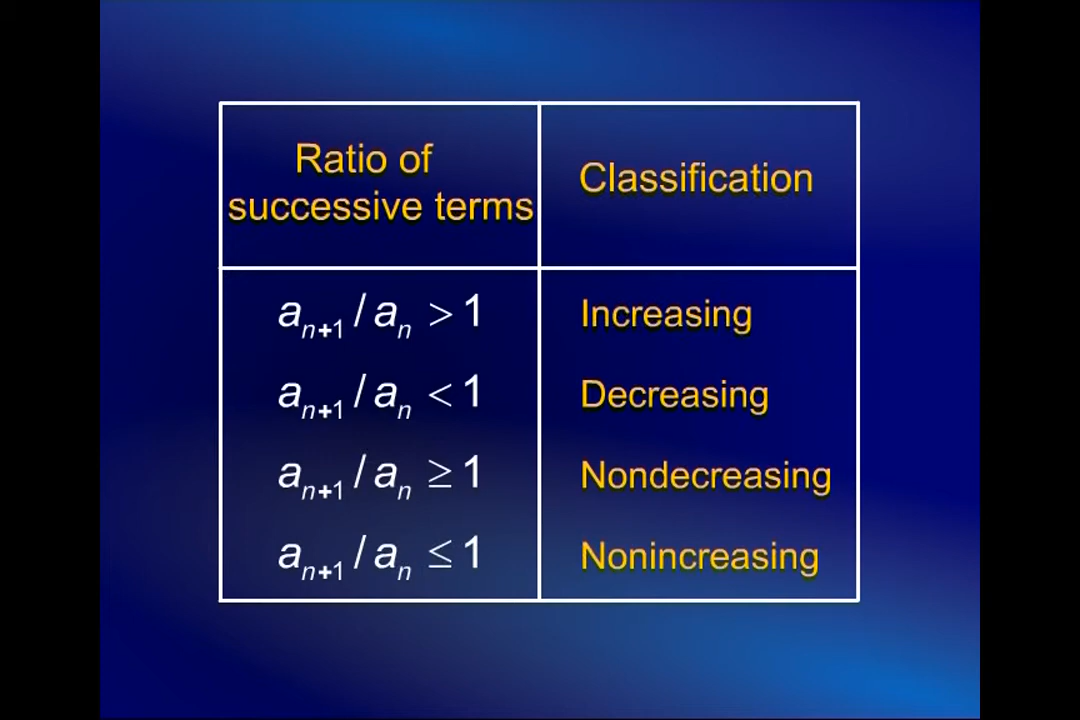 Ratio of
successive terms
Classification
aₙ₊₁ / aₙ > 1 Increasing
aₙ₊₁ / aₙ < 1 Decreasing
aₙ₊₁ / aₙ ≥ 1 Nondecreasing
aₙ₊₁ / aₙ ≤ 1 Nonincreasing